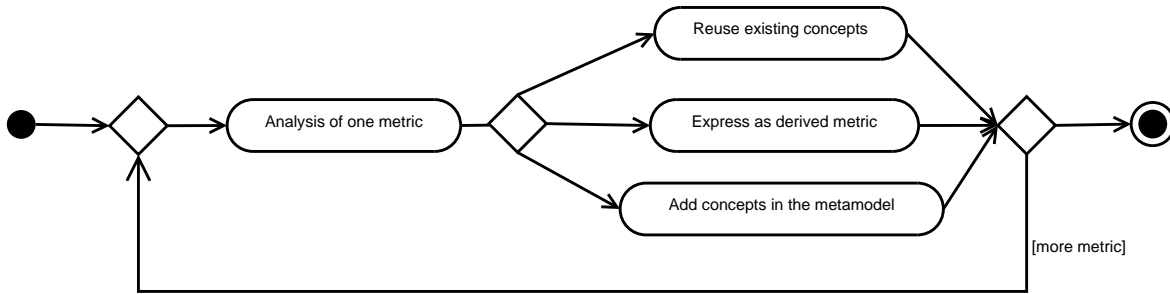 Reuse existing concepts
Analysis of one metric
Express as derived metric
Add concepts in the metamodel
[more metric]